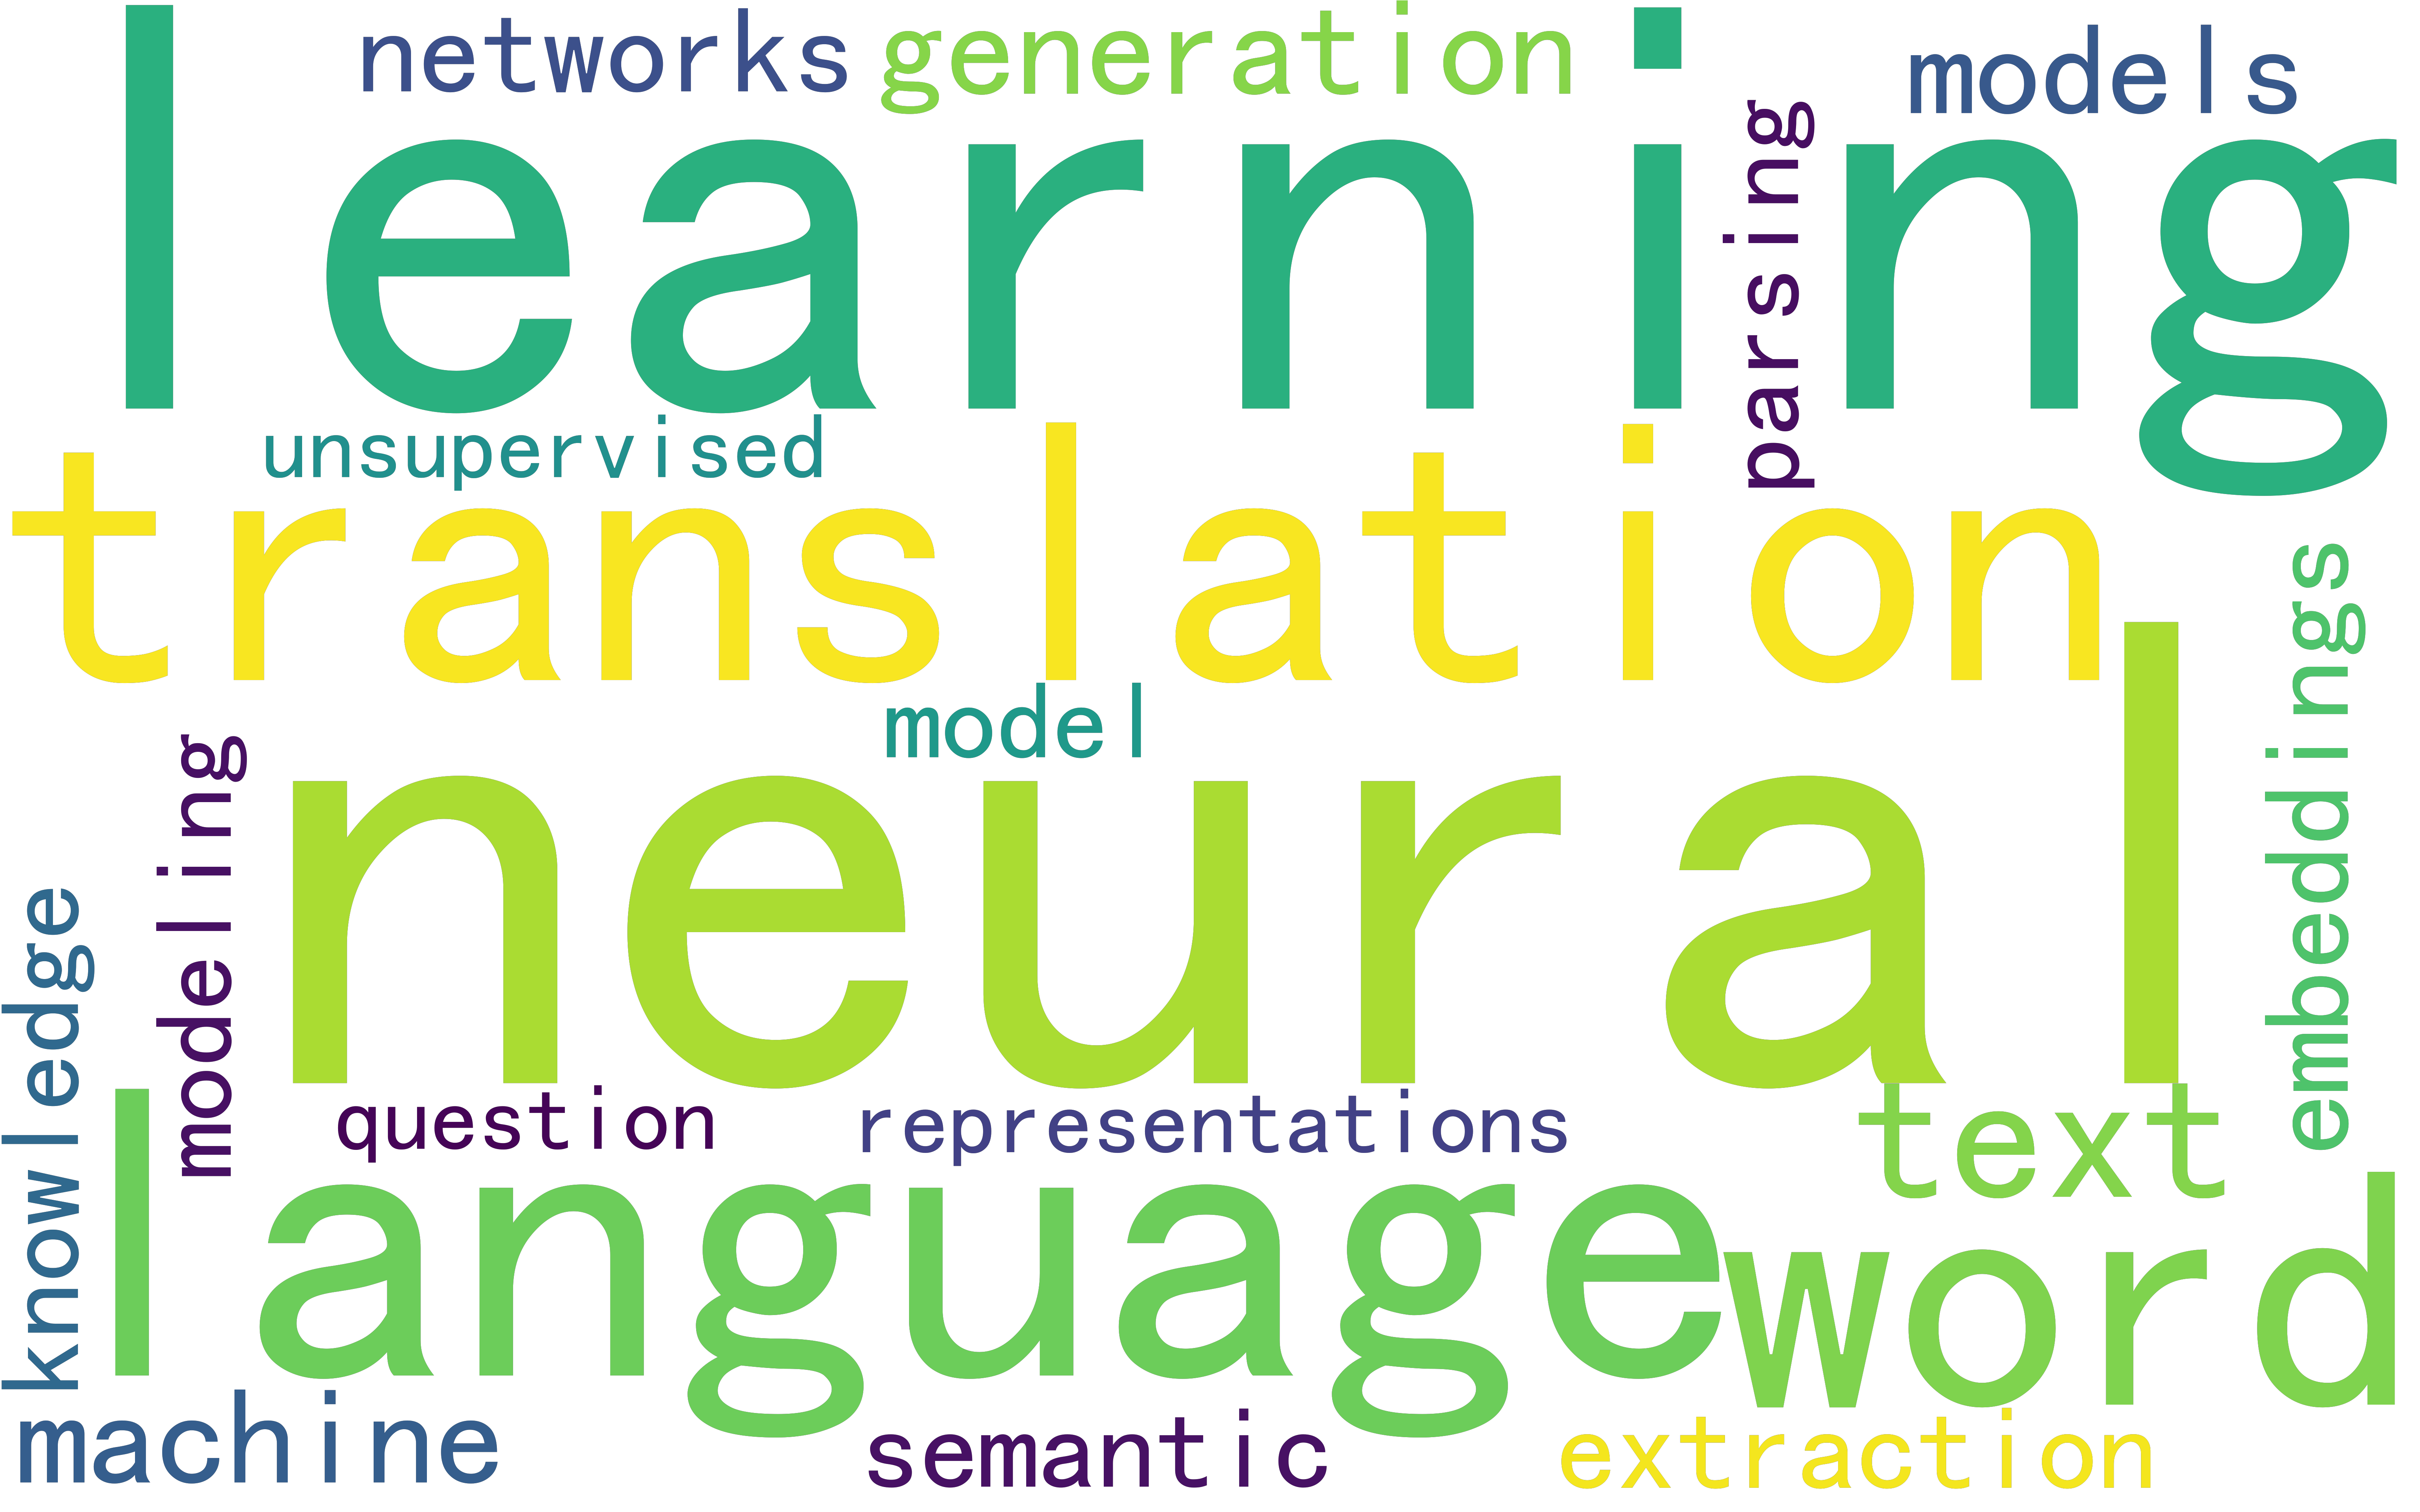 networks generation models
learning
parsing
unsupervised
translation
embeddings
model
modeling
neural
knowledge
question representations text
language word
machine semantic extraction